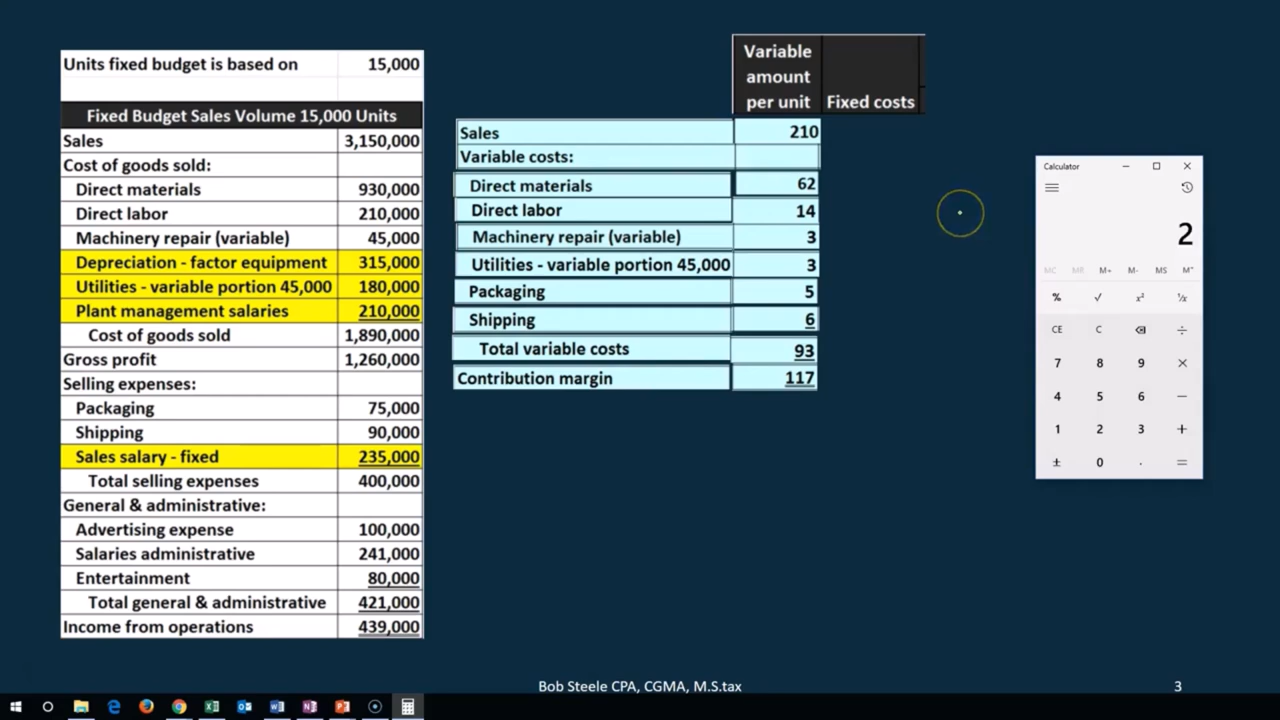 Units fixed budget is based on 15,000
Fixed Budget Sales Volume 15,000 Units
Sales 3,150,000
Cost of goods sold:
Direct materials 930,000
Direct labor 210,000
Machinery repair (variable) 45,000
Depreciation - factor equipment 315,000
Utilities - variable portion 45,000 180,000
Plant management salaries 210,000
Cost of goods sold 1,890,000
Gross profit 1,260,000
Selling expenses:
Packaging 75,000
Shipping 90,000
Sales salary - fixed 235,000
Total selling expenses 400,000
General & administrative:
Advertising expense 100,000
Salaries administrative 241,000
Entertainment 80,000
Total general & administrative 421,000
Income from operations 439,000
Variable
amount
per unit Fixed costs
Sales 210
Variable costs:
Direct materials 62
Direct labor 14
Machinery repair (variable) 3
Utilities - variable portion 45,000 3
Packaging 5
Shipping 6
Total variable costs 93
Contribution margin 117
Calculator
2
MC MR M+ M- MS M˅
% √ x² ¹/x
CE C ÷
7 8 9 ×
4 5 6 −
1 2 3 +
± 0 . =
Bob Steele CPA, CGMA, M.S.tax 3